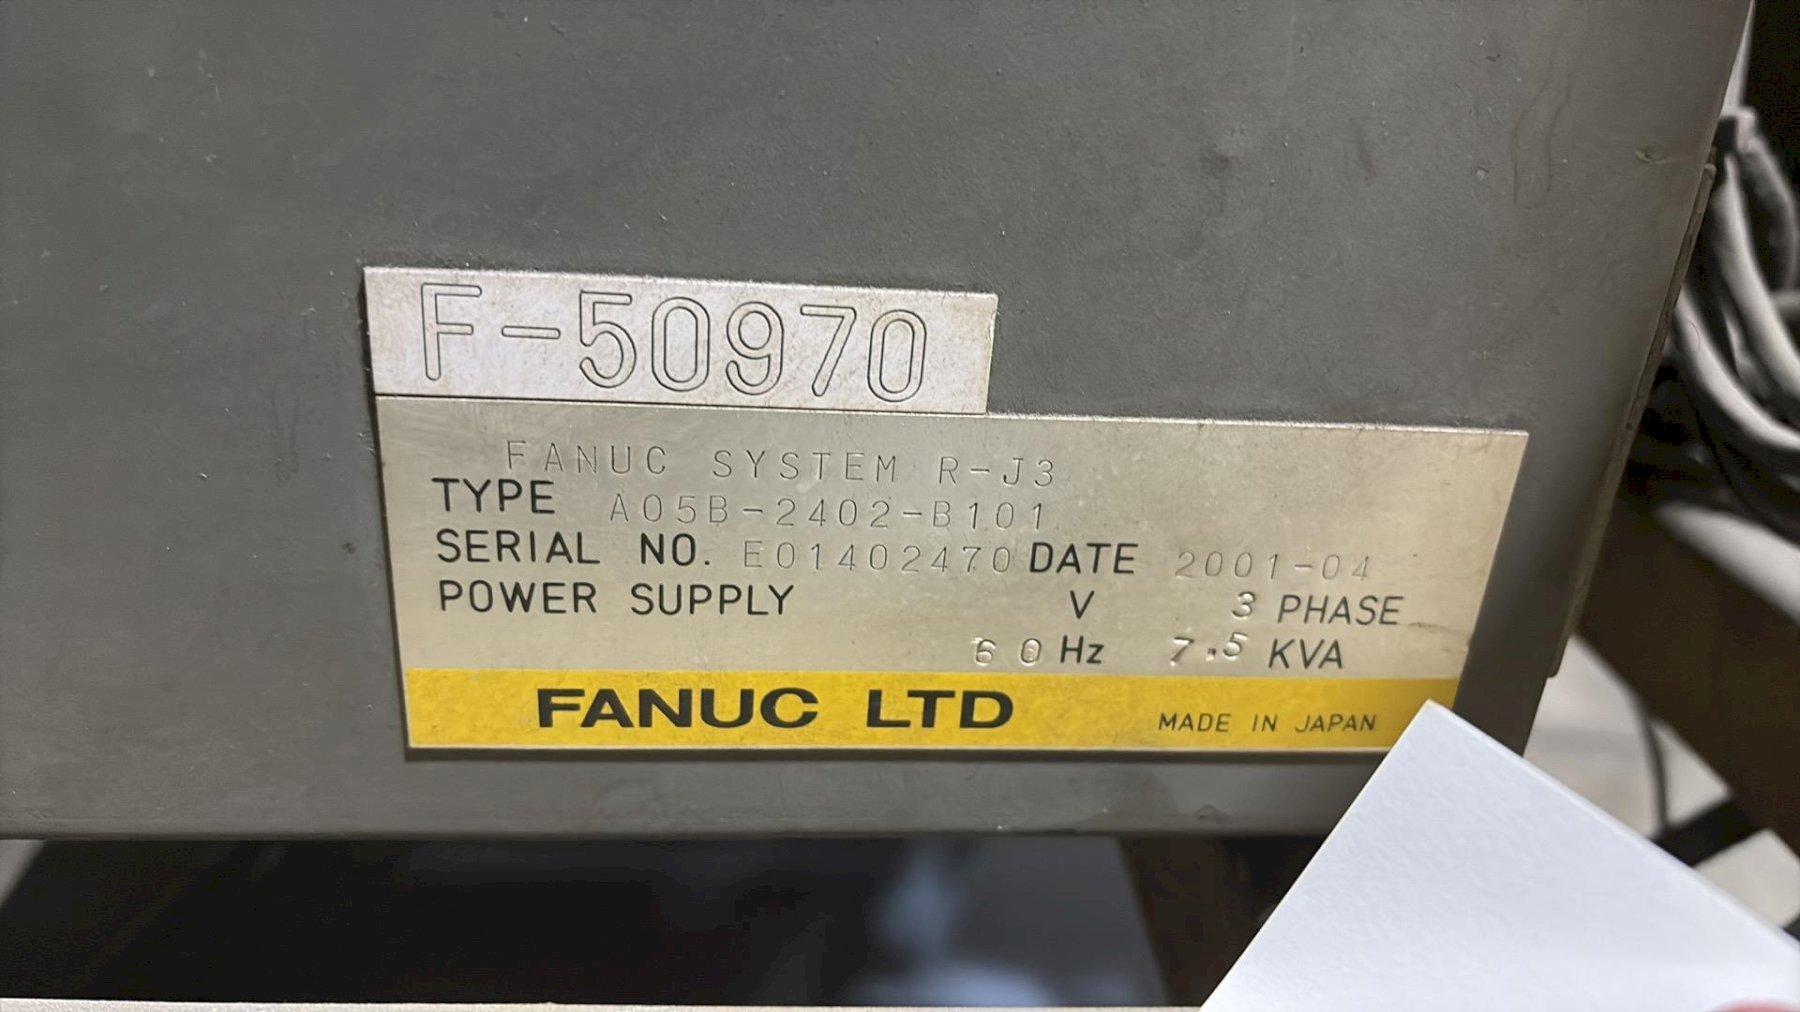 F-50970
FANUC SYSTEM R-J3
TYPE A05B-2402-B101
SERIAL NO. E01402470 DATE 2001-04
POWER SUPPLY V 3 PHASE
60 Hz 7.5 KVA
FANUC LTD MADE IN JAPAN